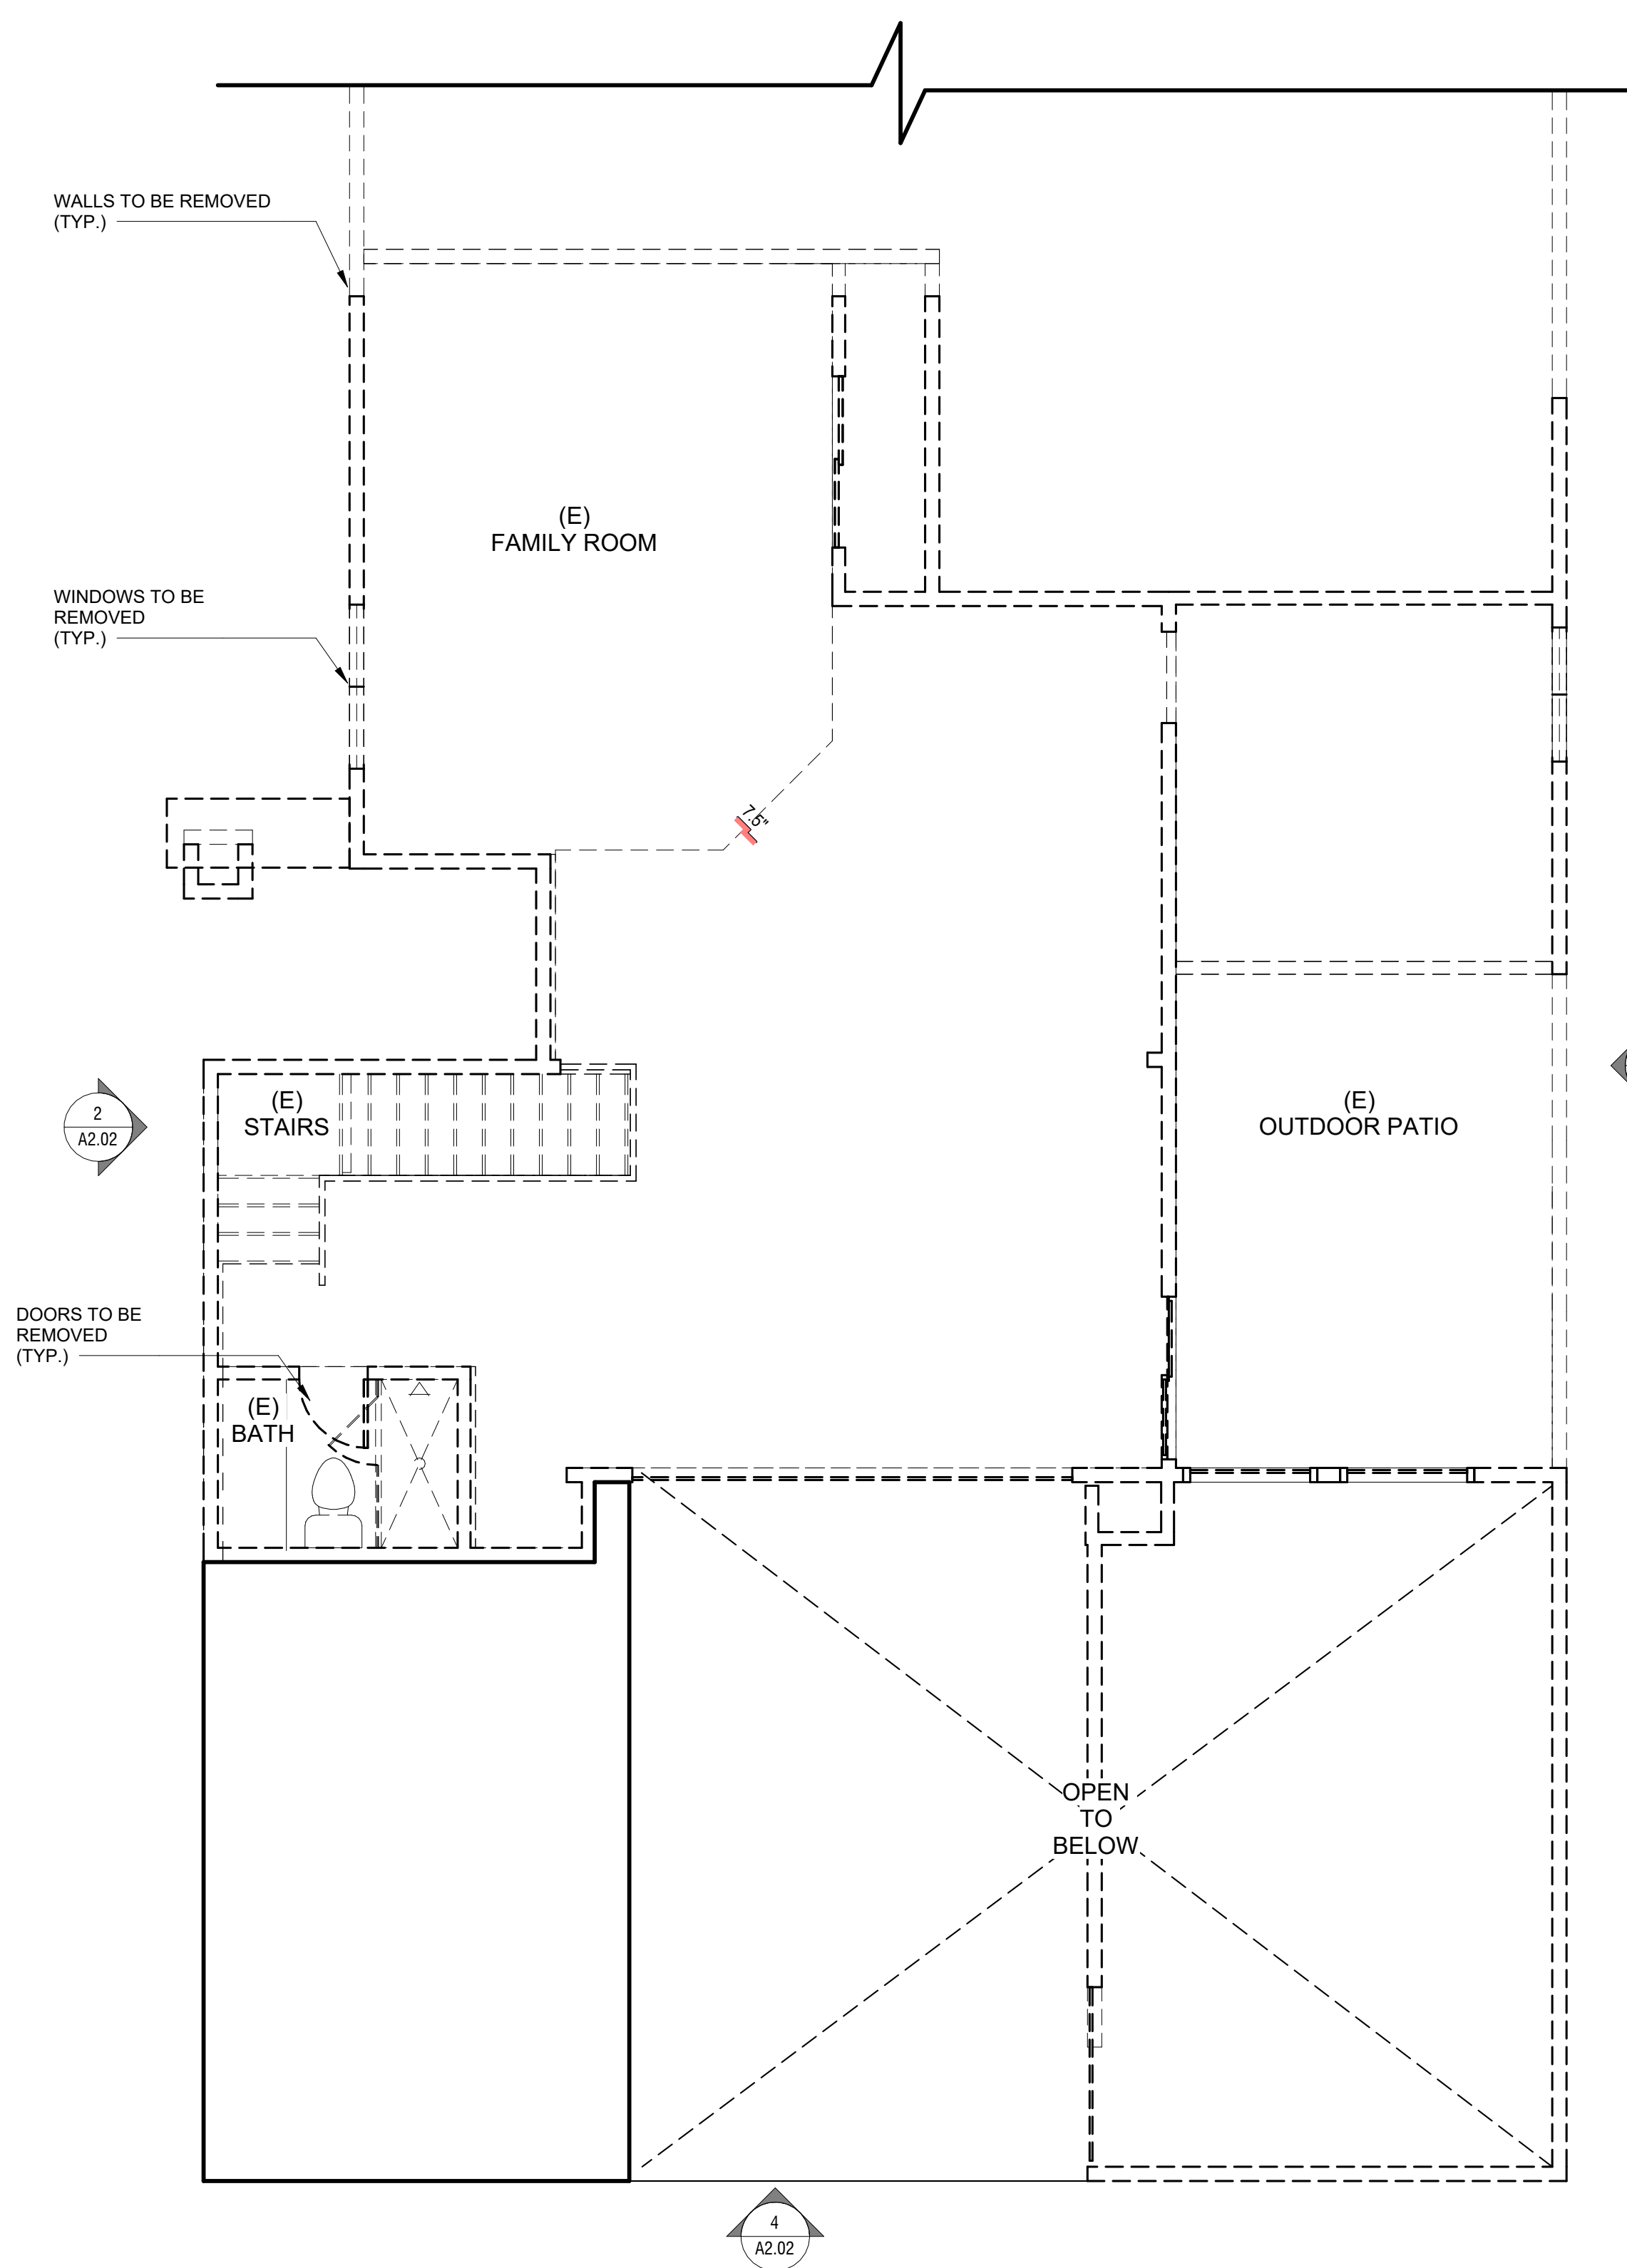 WALLS TO BE REMOVED
(TYP.)
(E)
FAMILY ROOM
WINDOWS TO BE
REMOVED
(TYP.)
7.5"
(E)
STAIRS
2
A2.02
(E)
OUTDOOR PATIO
DOORS TO BE
REMOVED
(TYP.)
(E)
BATH
OPEN
TO
BELOW
4
A2.02